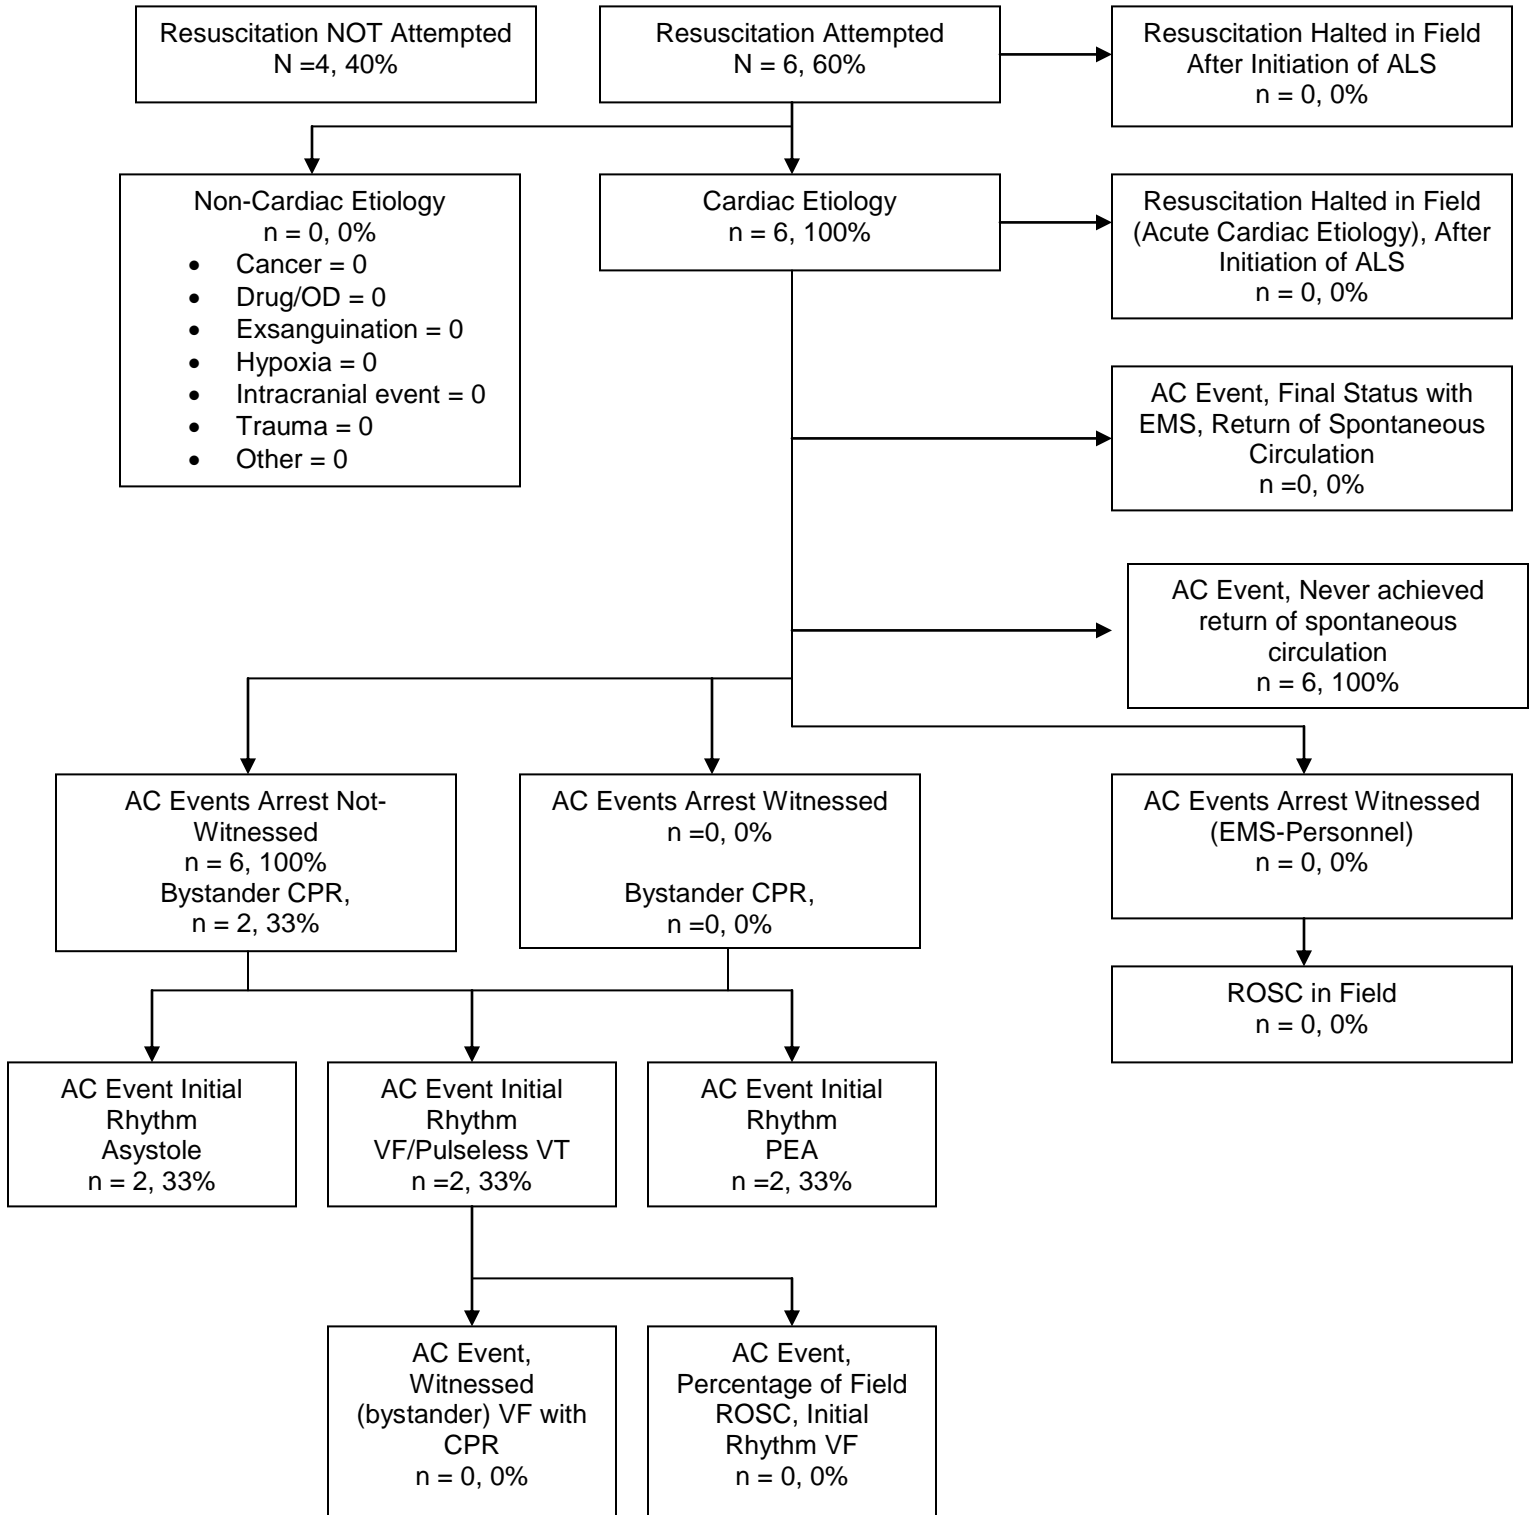 Resuscitation NOT Attempted
N =4, 40%
Resuscitation Attempted
N = 6, 60%
Resuscitation Halted in Field
After Initiation of ALS
n = 0, 0%
Non-Cardiac Etiology
n = 0, 0%
• Cancer = 0
• Drug/OD = 0
• Exsanguination = 0
• Hypoxia = 0
• Intracranial event = 0
• Trauma = 0
• Other = 0
Cardiac Etiology
n = 6, 100%
Resuscitation Halted in Field
(Acute Cardiac Etiology), After
Initiation of ALS
n = 0, 0%
AC Event, Final Status with
EMS, Return of Spontaneous
Circulation
n =0, 0%
AC Event, Never achieved
return of spontaneous
circulation
n = 6, 100%
AC Events Arrest Not-
Witnessed
n = 6, 100%
Bystander CPR,
n = 2, 33%
AC Events Arrest Witnessed
n =0, 0%
Bystander CPR,
n =0, 0%
AC Events Arrest Witnessed
(EMS-Personnel)
n = 0, 0%
ROSC in Field
n = 0, 0%
AC Event Initial
Rhythm
Asystole
n = 2, 33%
AC Event Initial
Rhythm
VF/Pulseless VT
n =2, 33%
AC Event Initial
Rhythm
PEA
n =2, 33%
AC Event,
Witnessed
(bystander) VF with
CPR
n = 0, 0%
AC Event,
Percentage of Field
ROSC, Initial
Rhythm VF
n = 0, 0%